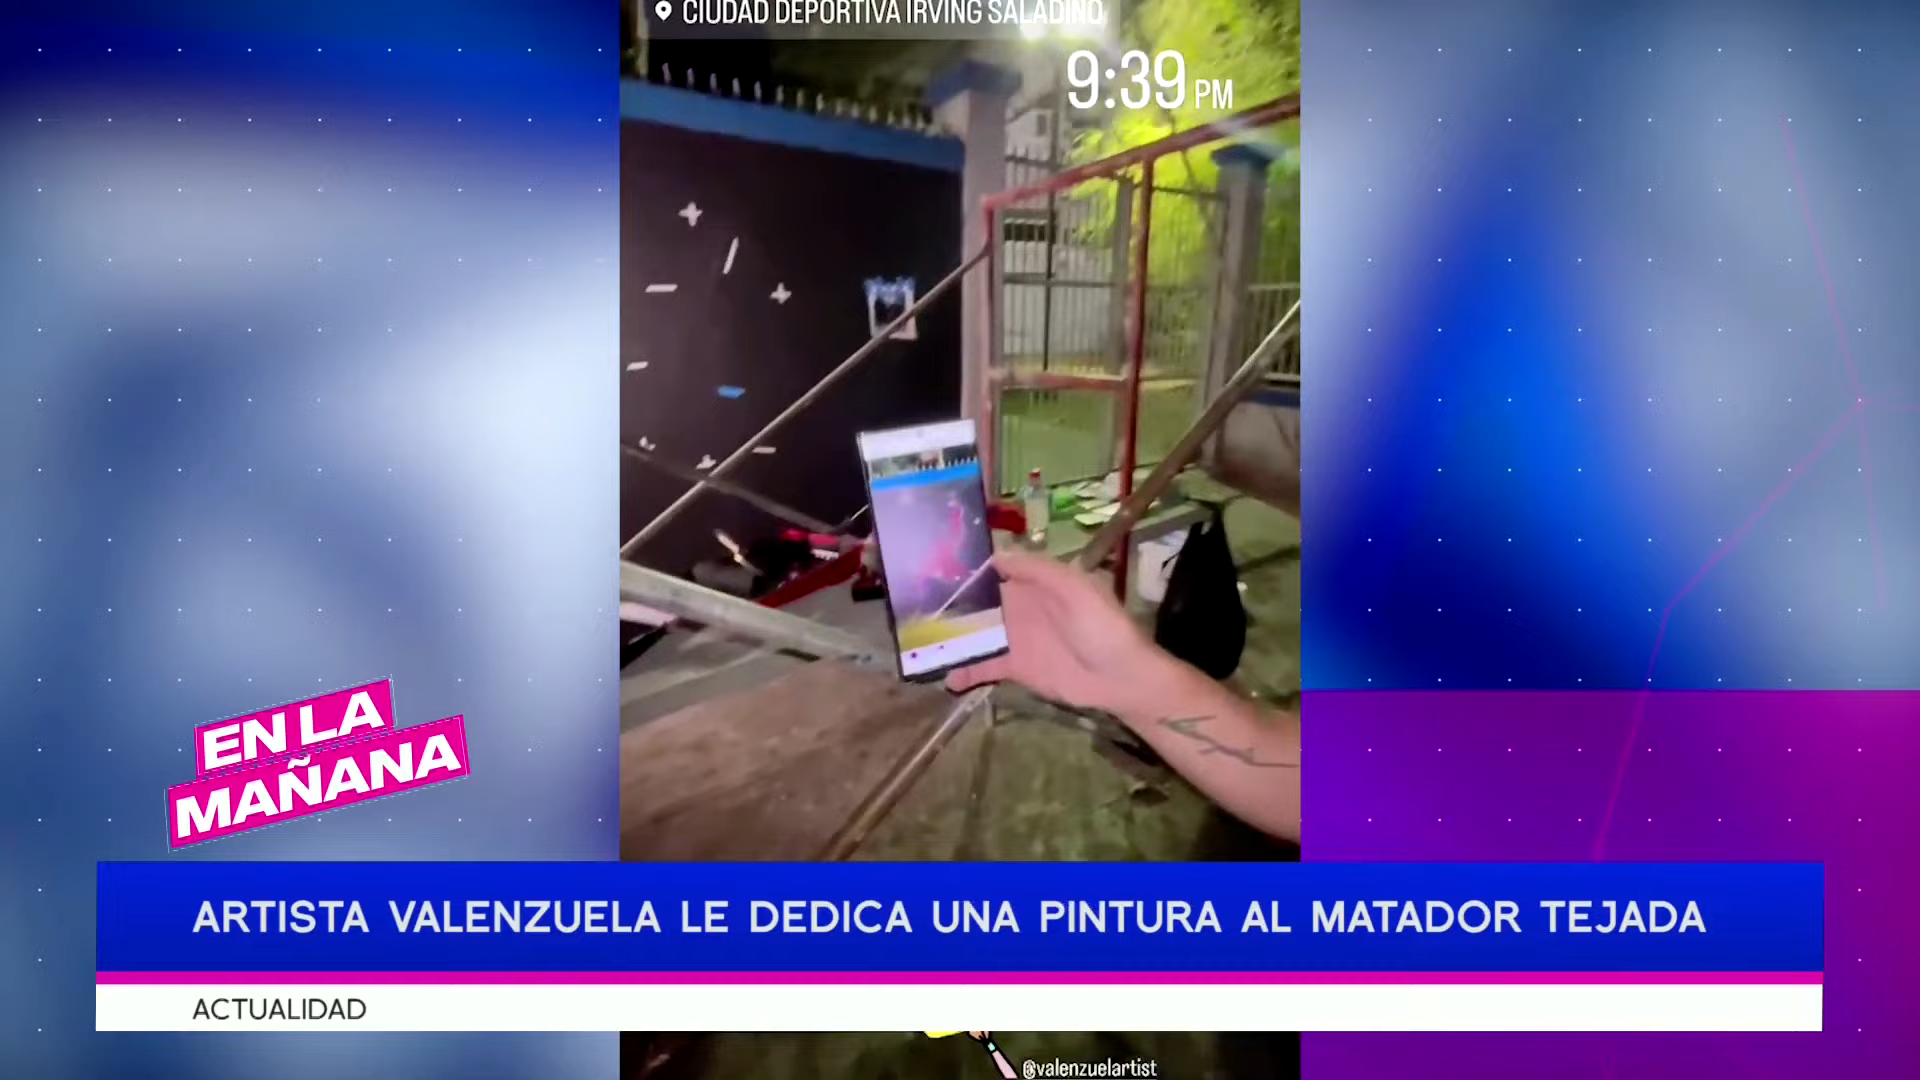 CIUDAD DEPORTIVA IRVING SALADINO
9:39 PM
EN LA
MAÑANA
ARTISTA VALENZUELA LE DEDICA UNA PINTURA AL MATADOR TEJADA
ACTUALIDAD
@valenzuelartist